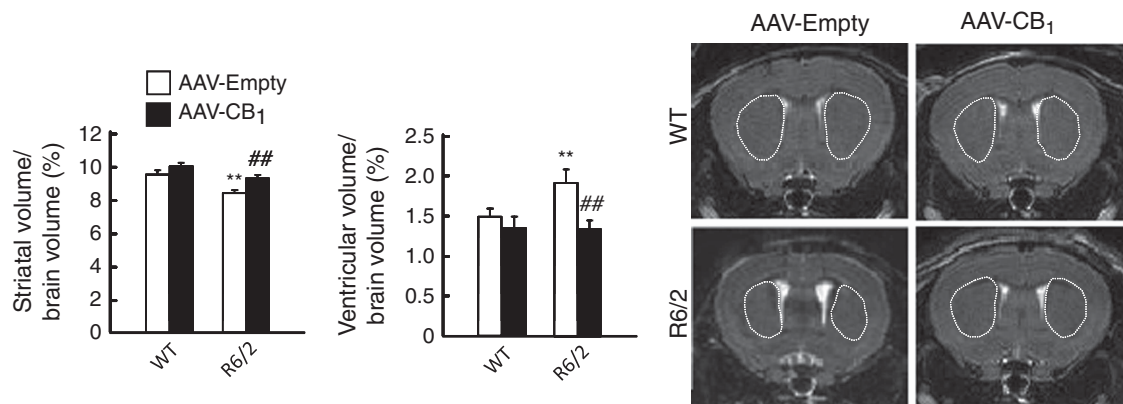 AAV-Empty
AAV-CB₁
Striatal volume/
brain volume (%)
12
10
8
6
4
2
0
**
##
WT
R6/2
Ventricular volume/
brain volume (%)
2.5
2.0
1.5
1.0
0.5
0
**
##
WT
R6/2
AAV-Empty
AAV-CB₁
WT
R6/2